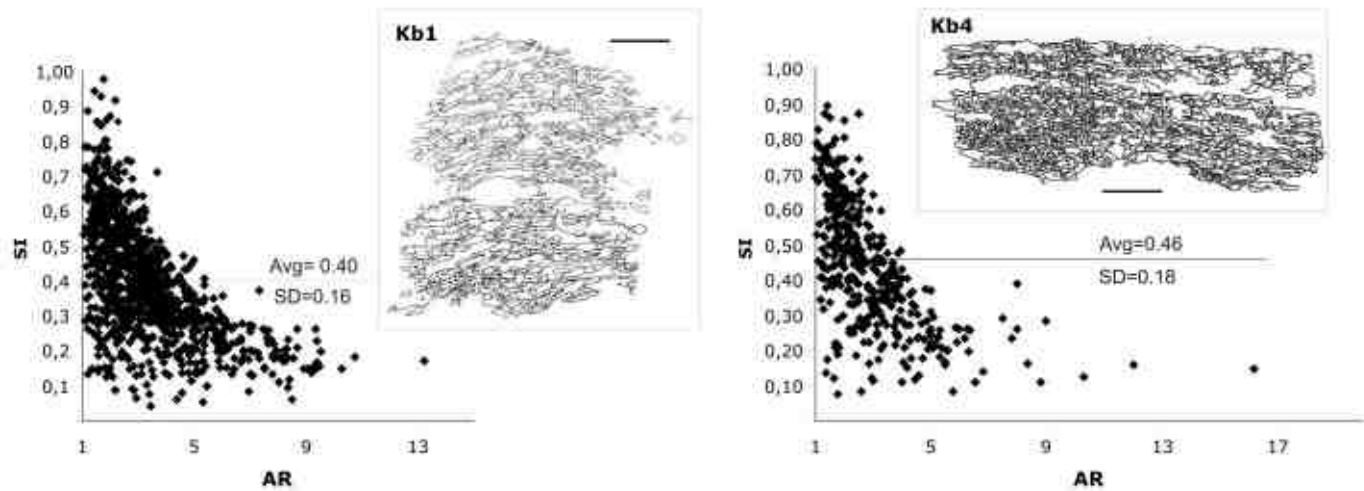 Kb1
1,00
0,9
0,8
0,7
0,6
0,5
0,4
0,3
0,2
0,1
SI
Avg= 0.40
SD=0.16
1 5 9 13
AR
Kb4
1,00
0,90
0,80
0,70
0,60
0,50
0,40
0,30
0,20
0,10
SI
Avg=0.46
SD=0.18
1 5 9 13 17
AR